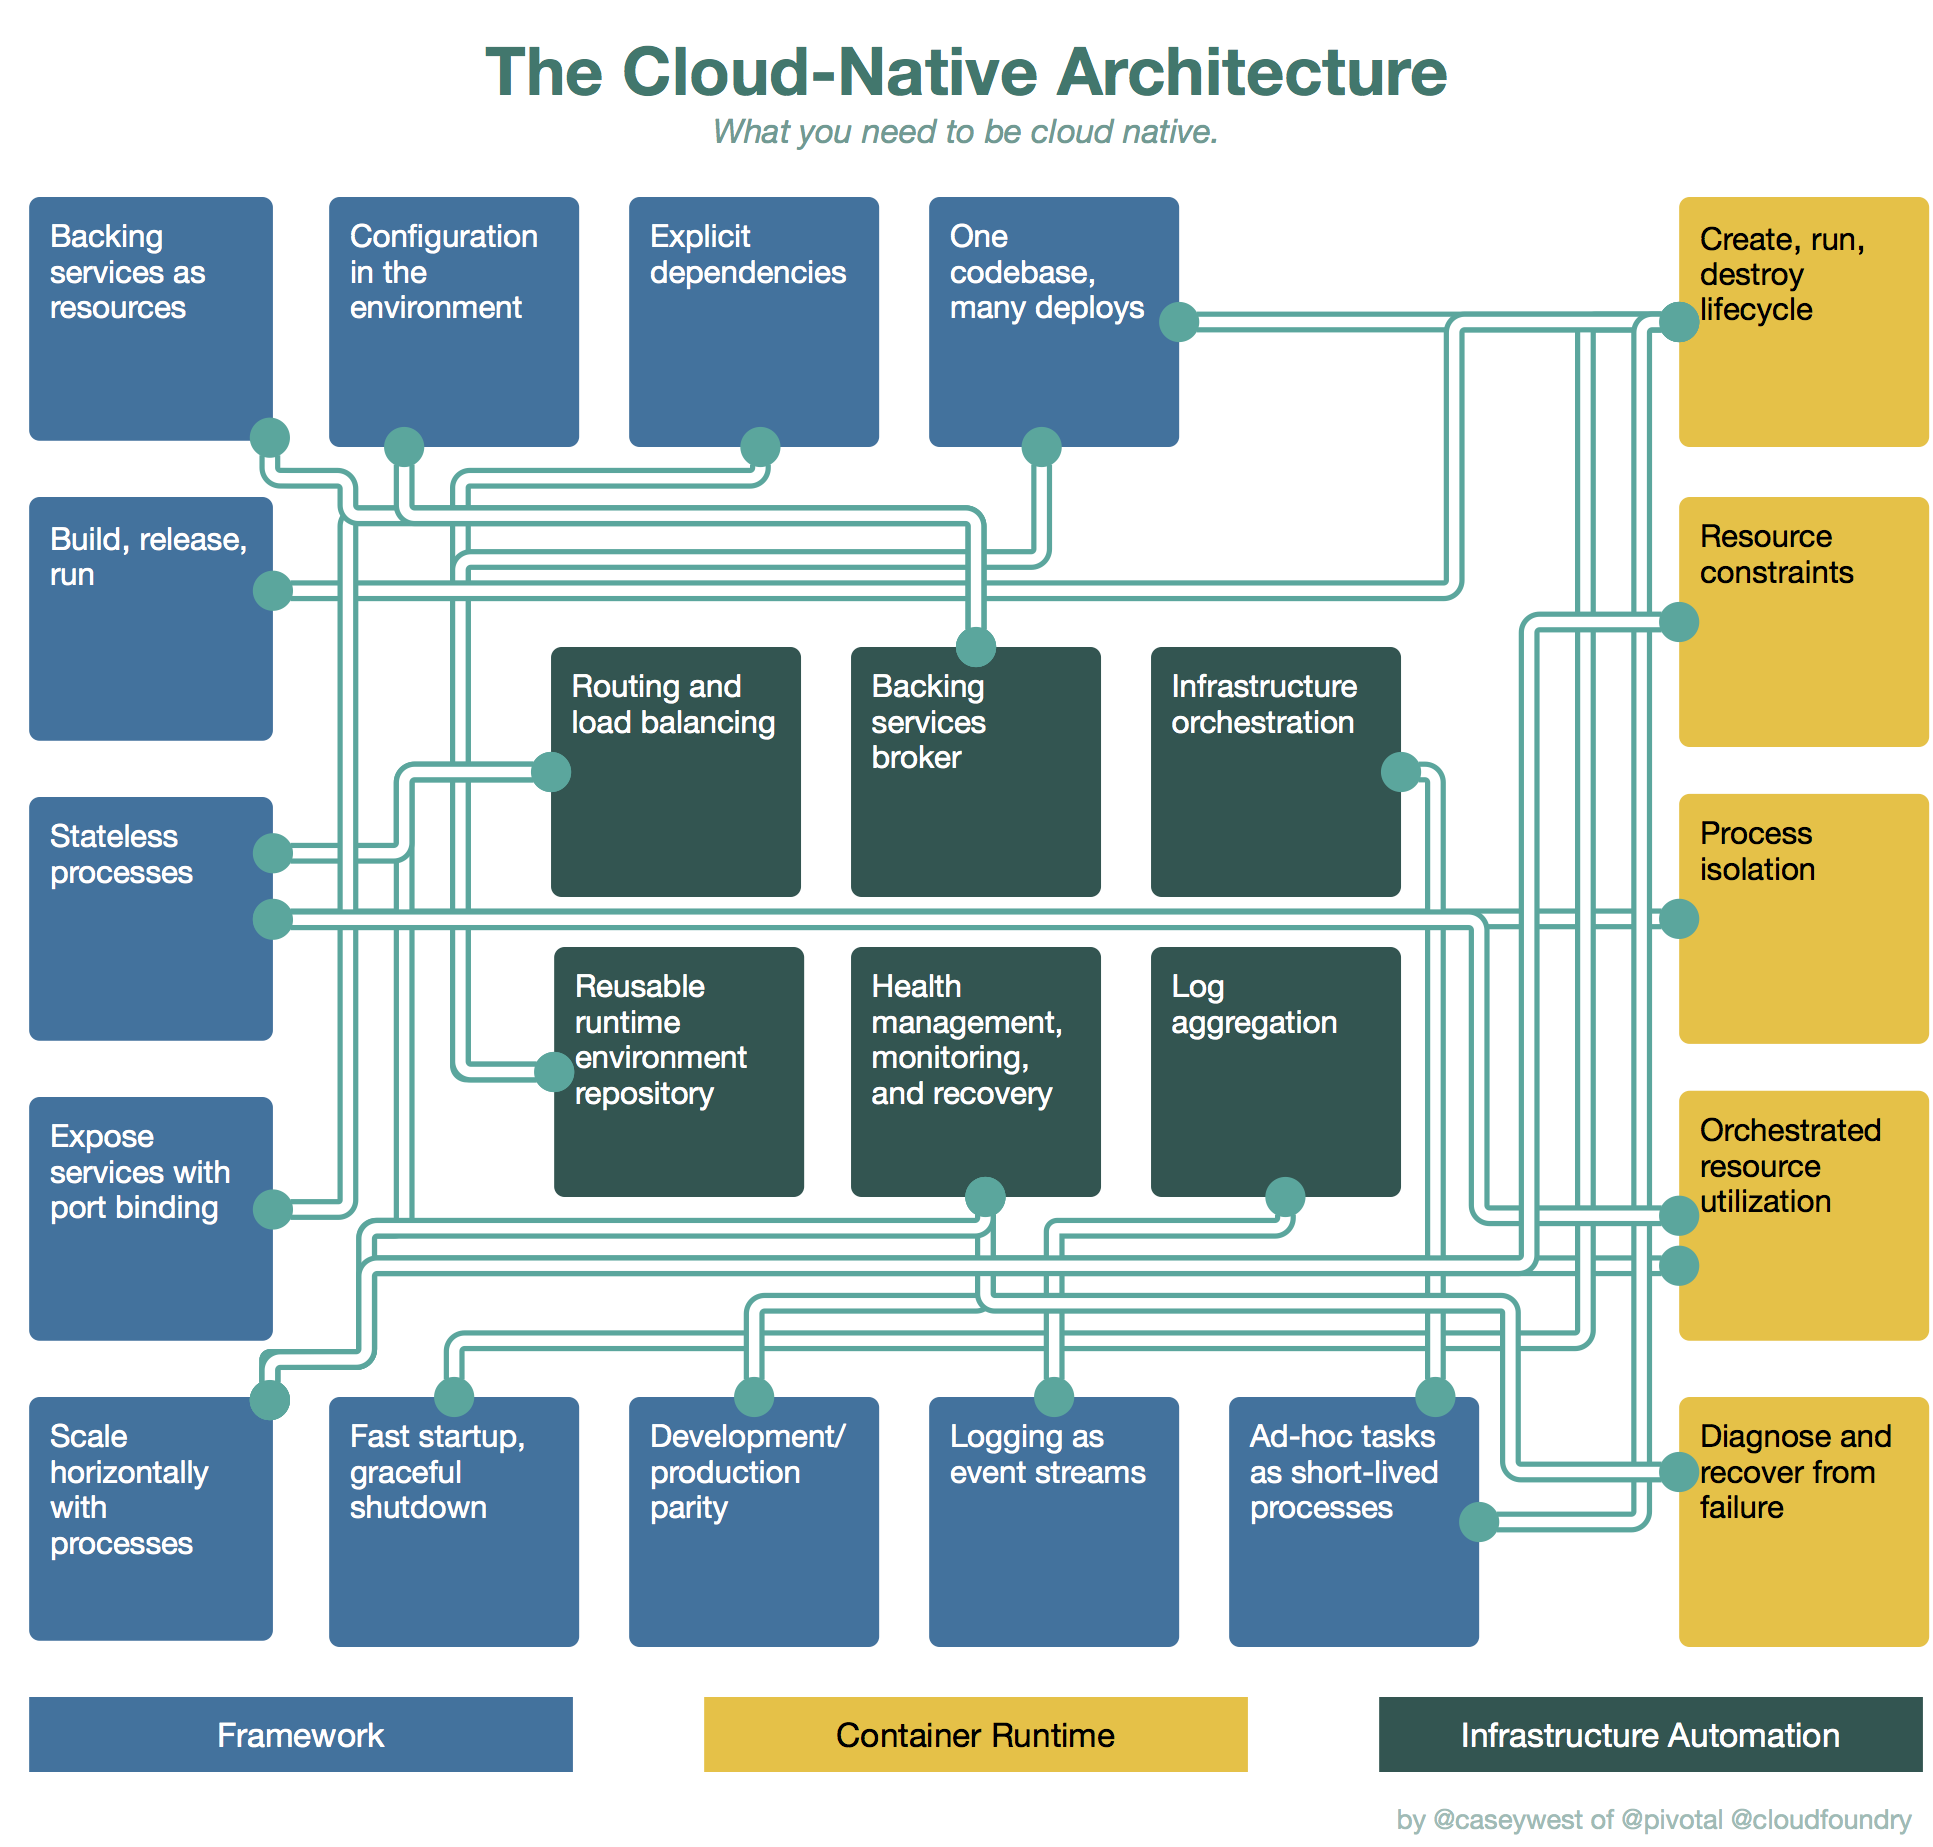 The Cloud-Native Architecture
What you need to be cloud native.
Backing
services as
resources
Configuration
in the
environment
Explicit
dependencies
One
codebase,
many deploys
Create, run,
destroy
lifecycle
Build, release,
run
Resource
constraints
Routing and
load balancing
Backing
services
broker
Infrastructure
orchestration
Stateless
processes
Process
isolation
Reusable
runtime
environment
repository
Health
management,
monitoring,
and recovery
Log
aggregation
Expose
services with
port binding
Orchestrated
resource
utilization
Scale
horizontally
with
processes
Fast startup,
graceful
shutdown
Development/
production
parity
Logging as
event streams
Ad-hoc tasks
as short-lived
processes
Diagnose and
recover from
failure
Framework
Container Runtime
Infrastructure Automation
by @caseywest of @pivotal @cloudfoundry